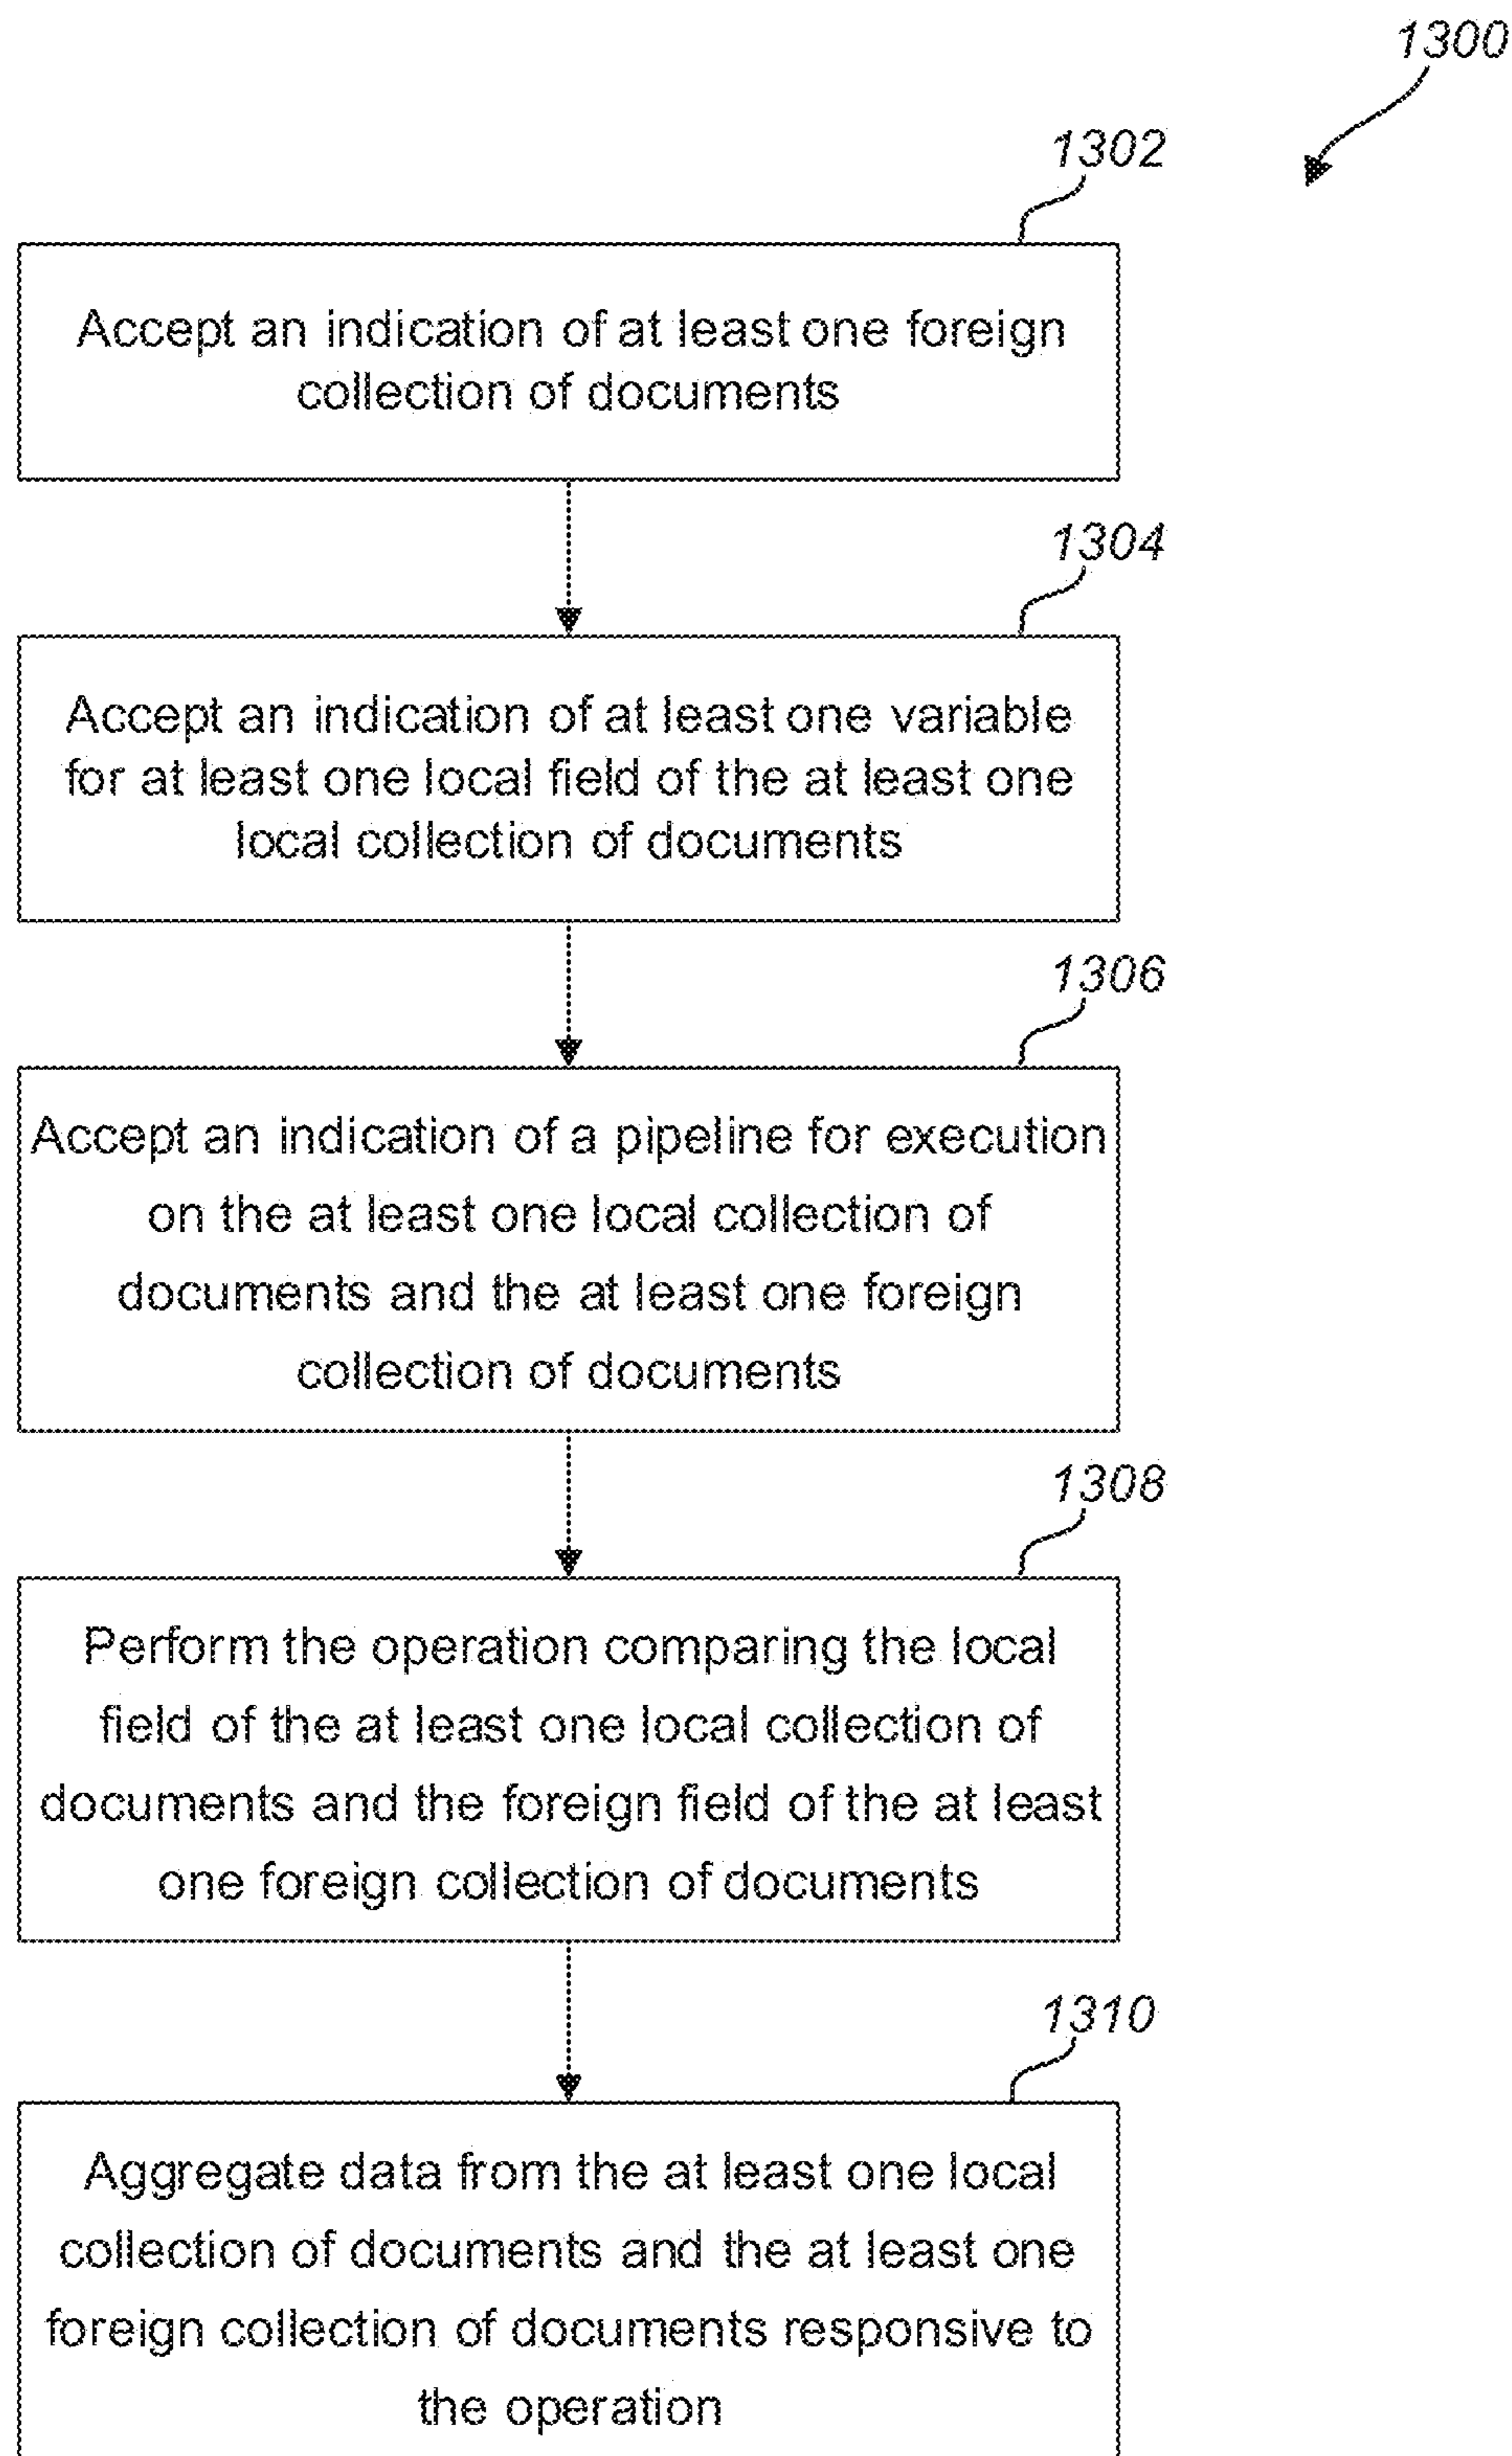 1300
1302
Accept an indication of at least one foreign
collection of documents
1304
Accept an indication of at least one variable
for at least one local field of the at least one
local collection of documents
1306
Accept an indication of a pipeline for execution
on the at least one local collection of
documents and the at least one foreign
collection of documents
1308
Perform the operation comparing the local
field of the at least one local collection of
documents and the foreign field of the at least
one foreign collection of documents
1310
Aggregate data from the at least one local
collection of documents and the at least one
foreign collection of documents responsive to
the operation